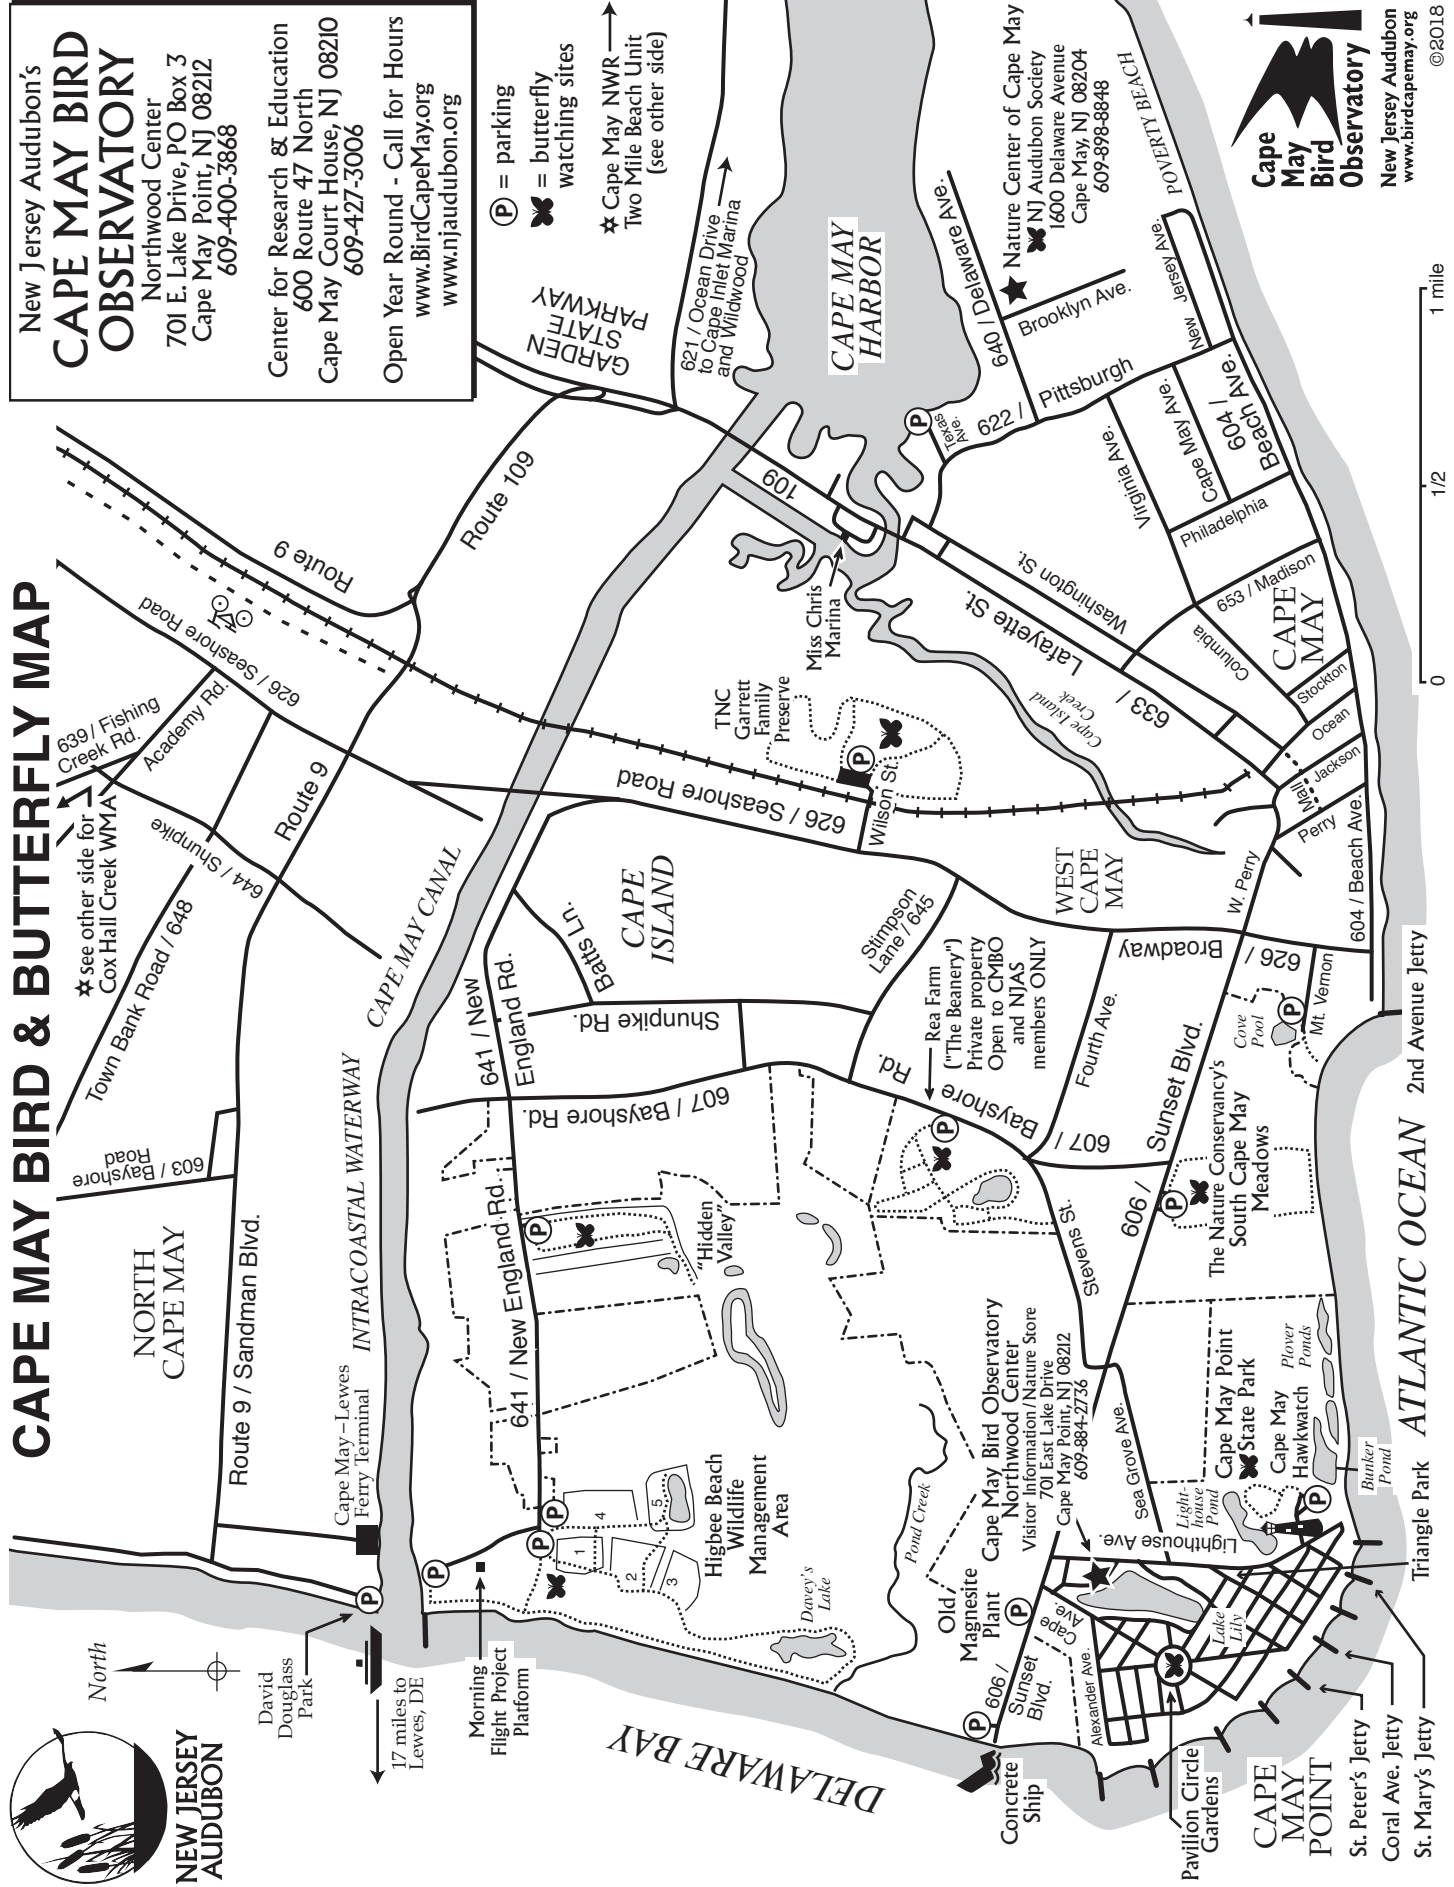 CAPE MAY BIRD & BUTTERFLY MAP
New Jersey Audubon's
CAPE MAY BIRD
OBSERVATORY
Northwood Center
701 E. Lake Drive, PO Box 3
Cape May Point, NJ 08212
609-400-3868
Center for Research & Education
600 Route 47 North
Cape May Court House, NJ 08210
609-427-3006
Open Year Round - Call for Hours
www.BirdCapeMay.org
www.njaudubon.org
P = parking
= butterfly
watching sites
Cape May NWR
Two Mile Beach Unit
(see other side)
NEW JERSEY
AUDUBON
North
David
Douglass
Park
17 miles to
Lewes, DE
Cape May – Lewes
Ferry Terminal
NORTH
CAPE MAY
603 / Bayshore
Road
Town Bank Road / 648
see other side for
Cox Hall Creek WMA
639 / Fishing
Creek Rd.
Academy Rd.
644 / Shunpike
626 / Seashore Road
Route 9
Route 9
Route 9 / Sandman Blvd.
Route 109
GARDEN
STATE
PARKWAY
621 / Ocean Drive
to Cape Inlet Marina
and Wildwood
INTRACOASTAL WATERWAY
CAPE MAY CANAL
Morning
Flight Project
Platform
P
P
P
P
P
641 / New England Rd.
641 / New England Rd.
641 / New
England Rd.
607 / Bayshore Rd.
Shunpike Rd.
Batts Ln.
CAPE
ISLAND
626 / Seashore Road
Wilson St.
P
TNC
Garrett
Family
Preserve
Miss Chris
Marina
109
CAPE MAY
HARBOR
1
2
3
4
5
Higbee Beach
Wildlife
Management
Area
"Hidden
Valley"
Davey's
Lake
Pond Creek
DELAWARE BAY
Stimpson
Lane / 645
Rea Farm
("The Beanery")
Private property
Open to CMBO
and NJAS
members ONLY
P
607 / Bayshore Rd.
Fourth Ave.
Broadway
626 /
WEST
CAPE
MAY
W. Perry
Cape Island
Creek
633 / Lafayette St.
Washington St.
P
Texas
Ave.
622 / Pittsburgh
640 / Delaware Ave.
Brooklyn Ave.
Nature Center of Cape May
NJ Audubon Society
1600 Delaware Avenue
Cape May, NJ 08204
609-898-8848
POVERTY BEACH
New Jersey Ave.
Virginia Ave.
Cape May Ave.
604 /
Beach Ave.
Philadelphia
653 / Madison
Columbia
CAPE
MAY
Stockton
Ocean
Jackson
Mall
Perry
604 / Beach Ave.
Old
Magnesite
Plant
P
606 /
Sunset
Blvd.
P
Concrete
Ship
Cape May Bird Observatory
Northwood Center
Visitor Information / Nature Store
701 East Lake Drive
Cape May Point, NJ 08212
609-884-2736
Stevens St.
606 / Sunset Blvd.
Sea Grove Ave.
Lighthouse Ave.
Cape
Ave.
Alexander Ave.
Lake
Lily
Pavilion Circle
Gardens
CAPE
MAY
POINT
Light-
house
Pond
Cape May Point
State Park
Cape May
Hawkwatch
P
Plover
Ponds
Bunker
Pond
P
The Nature Conservancy's
South Cape May
Meadows
Cove
Pool
P
Mt. Vernon
St. Peter's Jetty
Coral Ave. Jetty
St. Mary's Jetty
Triangle Park
ATLANTIC OCEAN
2nd Avenue Jetty
0
1/2
1 mile
Cape
May
Bird
Observatory
New Jersey Audubon
www.birdcapemay.org
©2018